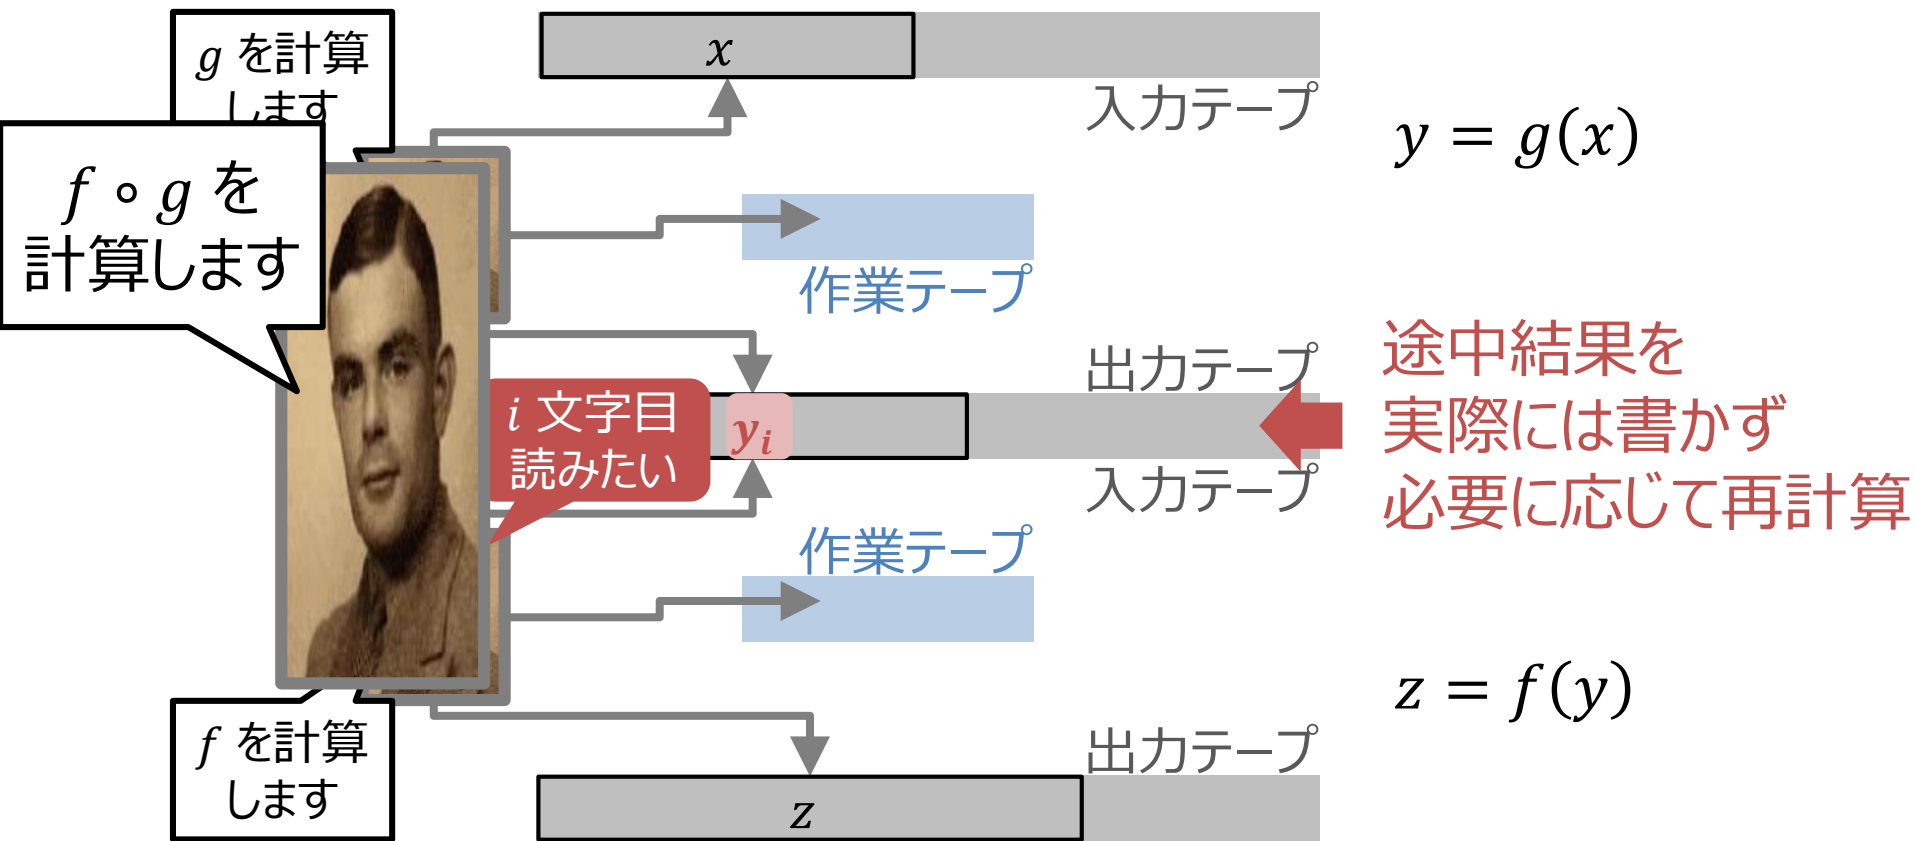 g を計算
します
x
入力テープ
y = g(x)
f ∘ g を
計算します
作業テープ
出力テープ
途中結果を
実際には書かず
必要に応じて再計算
i 文字目
読みたい
y_i
入力テープ
作業テープ
z = f(y)
f を計算
します
出力テープ
z